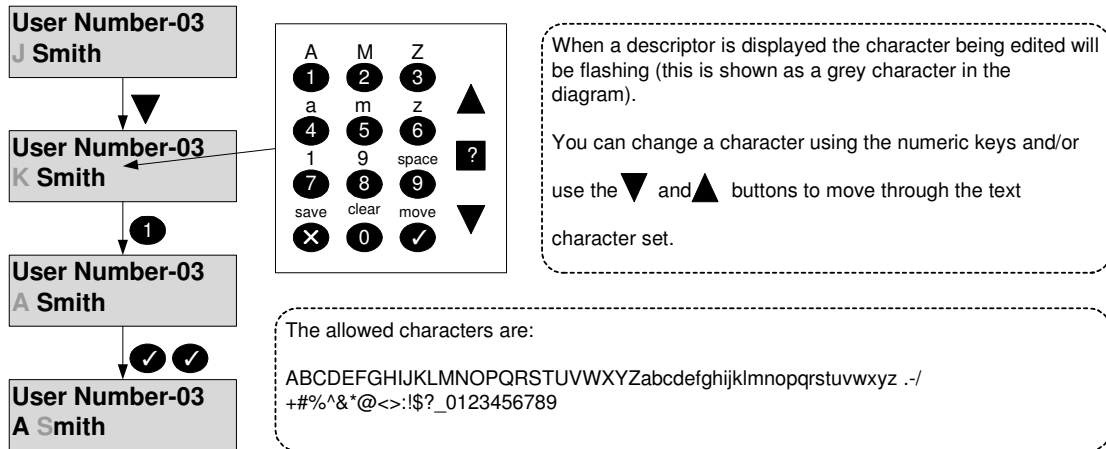 User Number-03
J Smith
User Number-03
K Smith
1
User Number-03
A Smith
User Number-03
A Smith
A M Z
1 2 3
a m z
4 5 6
?
1 9 space
7 8 9
save clear move
0
When a descriptor is displayed the character being edited will
be flashing (this is shown as a grey character in the
diagram).
You can change a character using the numeric keys and/or
use the and buttons to move through the text
character set.
The allowed characters are:
ABCDEFGHIJKLMNOPQRSTUVWXYZabcdefghijklmnopqrstuvwxyz .-/
+#%^&*@<>:!$?_0123456789